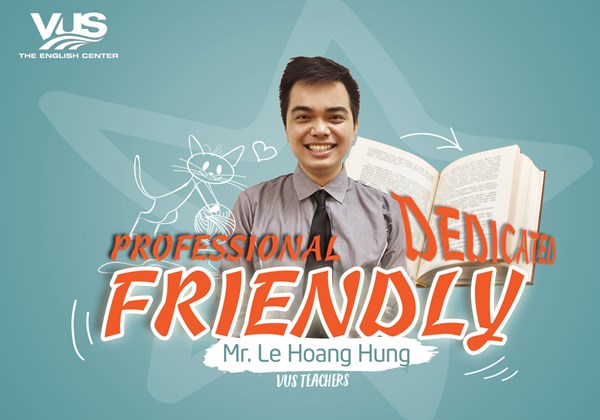 VUS
THE ENGLISH CENTER
PROFESSIONAL
DEDICATED
FRIENDLY
Mr. Le Hoang Hung
VUS TEACHERS